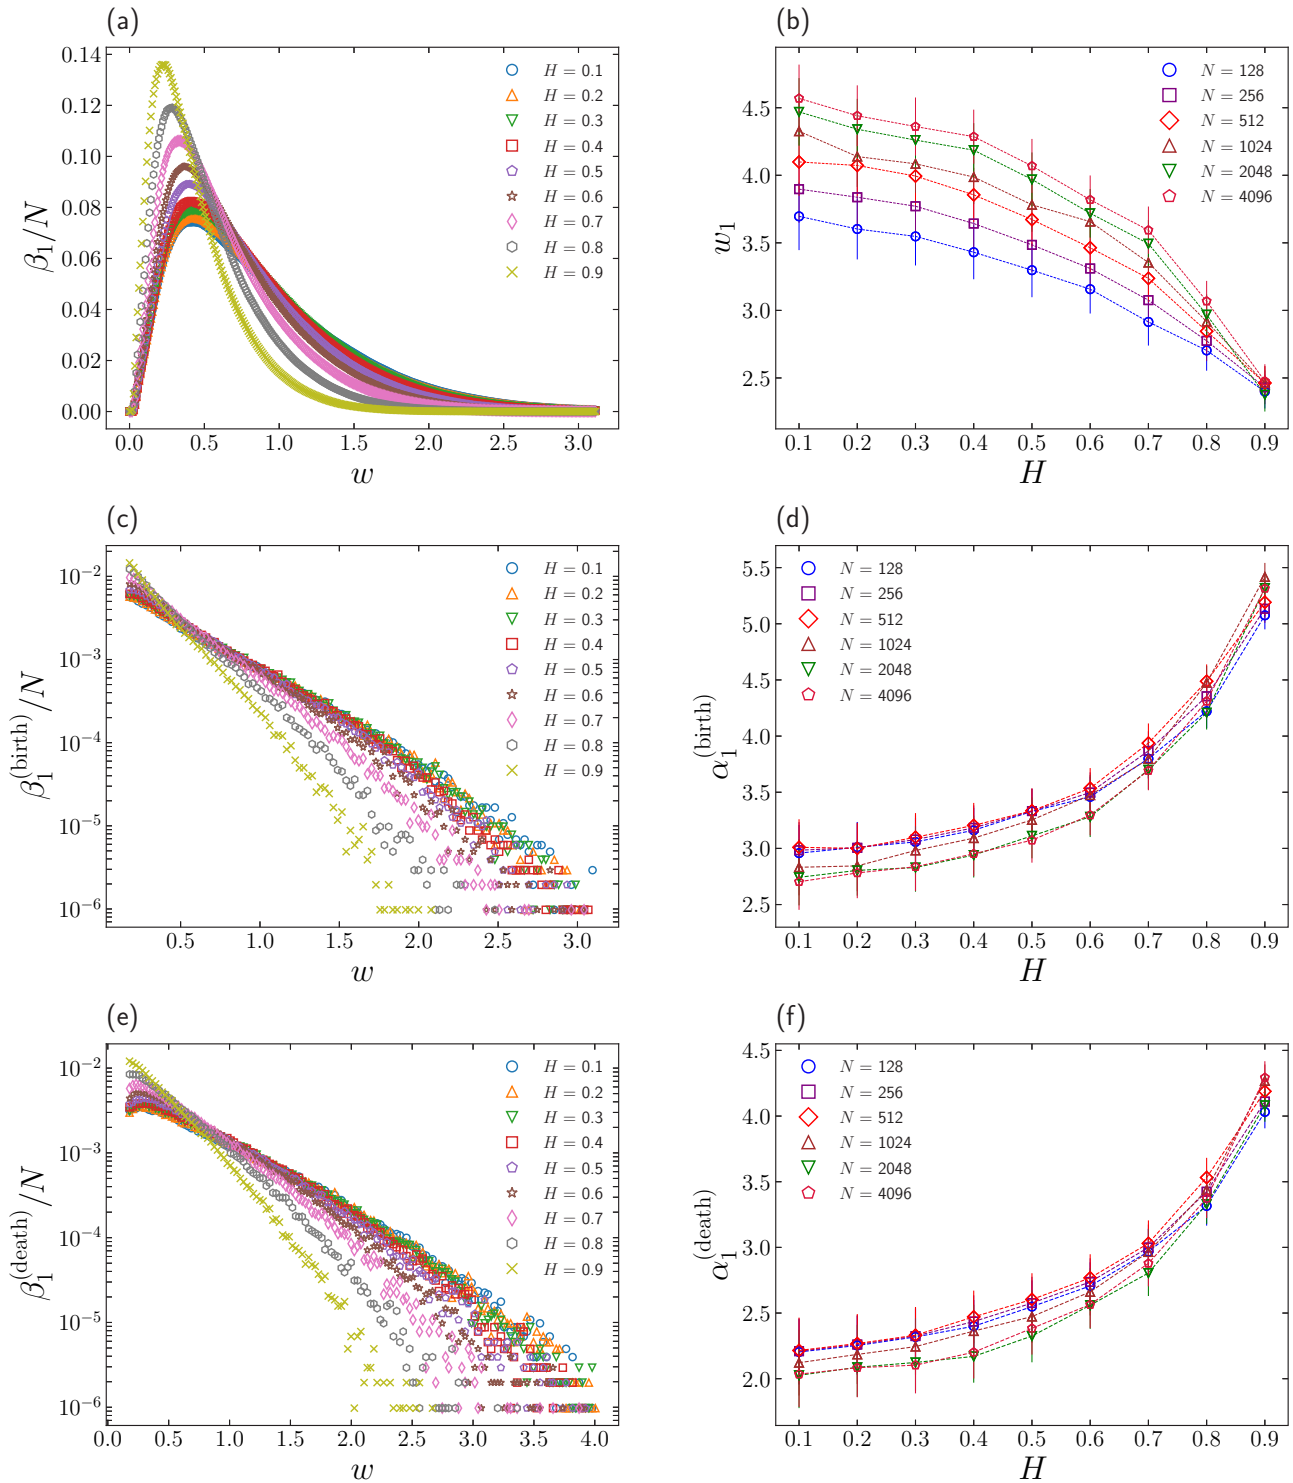 (a)
0.14
0.12
0.10
0.08
0.06
0.04
0.02
0.00
β₁/N
0.0 0.5 1.0 1.5 2.0 2.5 3.0
w
H = 0.1
H = 0.2
H = 0.3
H = 0.4
H = 0.5
H = 0.6
H = 0.7
H = 0.8
H = 0.9
(b)
4.5
4.0
3.5
3.0
2.5
w₁
0.1 0.2 0.3 0.4 0.5 0.6 0.7 0.8 0.9
H
N = 128
N = 256
N = 512
N = 1024
N = 2048
N = 4096
(c)
10⁻²
10⁻³
10⁻⁴
10⁻⁵
10⁻⁶
β₁⁽ᵇⁱʳᵗʰ⁾/N
0.5 1.0 1.5 2.0 2.5 3.0
w
H = 0.1
H = 0.2
H = 0.3
H = 0.4
H = 0.5
H = 0.6
H = 0.7
H = 0.8
H = 0.9
(d)
5.5
5.0
4.5
4.0
3.5
3.0
2.5
α₁⁽ᵇⁱʳᵗʰ⁾
0.1 0.2 0.3 0.4 0.5 0.6 0.7 0.8 0.9
H
N = 128
N = 256
N = 512
N = 1024
N = 2048
N = 4096
(e)
10⁻²
10⁻³
10⁻⁴
10⁻⁵
10⁻⁶
β₁⁽ᵈᵉᵃᵗʰ⁾/N
0.0 0.5 1.0 1.5 2.0 2.5 3.0 3.5 4.0
w
H = 0.1
H = 0.2
H = 0.3
H = 0.4
H = 0.5
H = 0.6
H = 0.7
H = 0.8
H = 0.9
(f)
4.5
4.0
3.5
3.0
2.5
2.0
α₁⁽ᵈᵉᵃᵗʰ⁾
0.1 0.2 0.3 0.4 0.5 0.6 0.7 0.8 0.9
H
N = 128
N = 256
N = 512
N = 1024
N = 2048
N = 4096